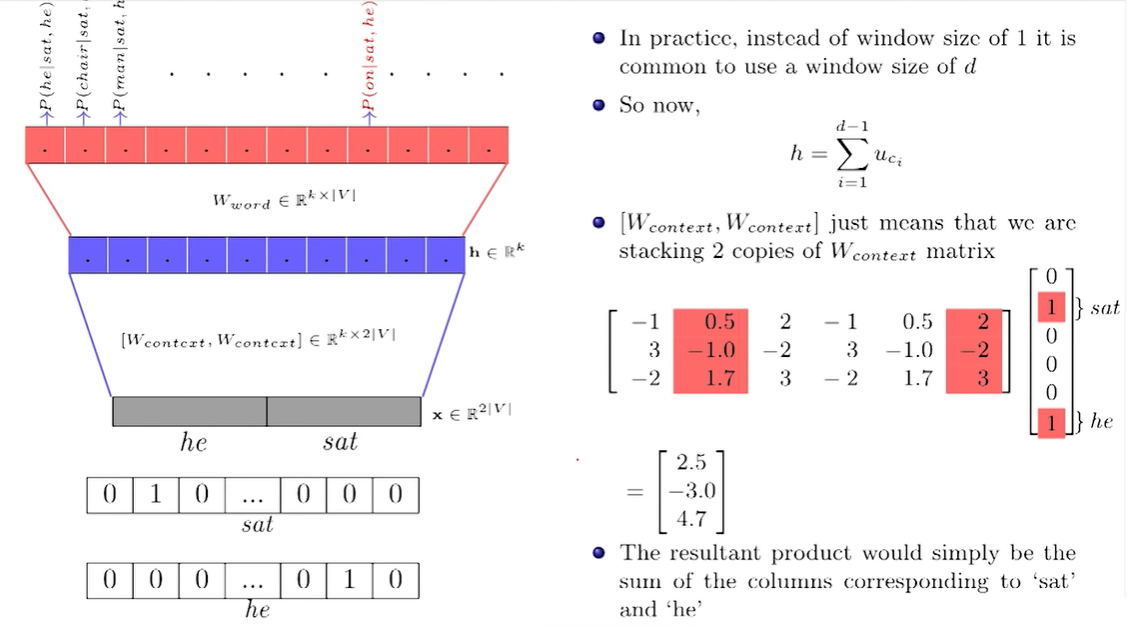 P(he|sat, he)
P(chair|sat,
P(man|sat, h
. . . . . . . . . .
P(on|sat, he)
W_word ∈ ℝ^{k×|V|}
h ∈ ℝ^k
[W_context, W_context] ∈ ℝ^{k×2|V|}
x ∈ ℝ^{2|V|}
he sat
0 1 0 ... 0 0 0
sat
0 0 0 ... 0 1 0
he
In practice, instead of window size of 1 it is
common to use a window size of d
So now,
h = \sum_{i=1}^{d-1} u_{c_i}
[W_context, W_context] just means that we are
stacking 2 copies of W_context matrix
−1 0.5 2 −1 0.5 2
3 −1.0 −2 3 −1.0 −2
−2 1.7 3 −2 1.7 3
0
1 } sat
0
0
0
1 } he
=
2.5
−3.0
4.7
The resultant product would simply be the
sum of the columns corresponding to ‘sat’
and ‘he’